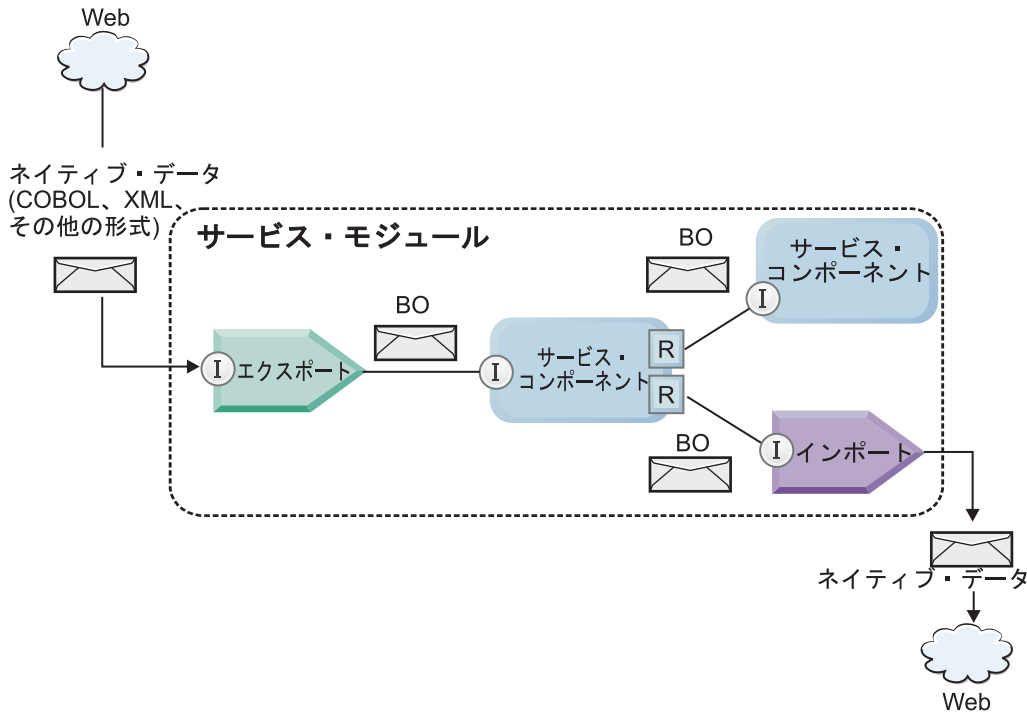 Web
ネイティブ・データ
(COBOL、XML、
その他の形式)
サービス・モジュール
BO
I
エクスポート
I
サービス・
コンポーネント
R
R
BO
I
サービス・
コンポーネント
BO
I
インポート
ネイティブ・データ
Web